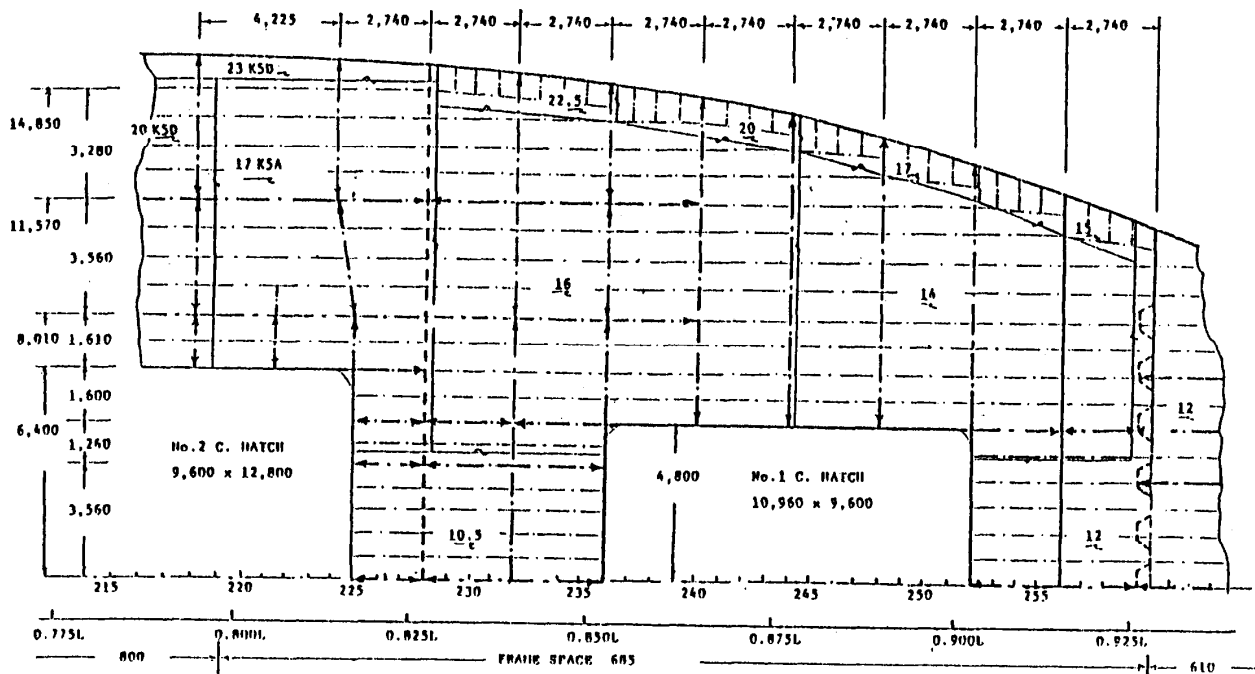 4,225 2,740 2,740 2,740 2,740 2,740 2,740 2,740 2,740
23 K5D
22.5
14,850
20 K5D
20
3,280
17 K5A
17
11,570
15
3,560
16
14
8,010 1,610
1,600
6,400
12
1,260
No.2 C. HATCH
9,600 x 12,800
4,800
No.1 C. HATCH
10,960 x 9,600
3,560
10.5
12
215 220 225 230 235 240 245 250 255
0.775L 0.800L 0.825L 0.850L 0.875L 0.900L 0.925L
800 FRAME SPACE 685 610